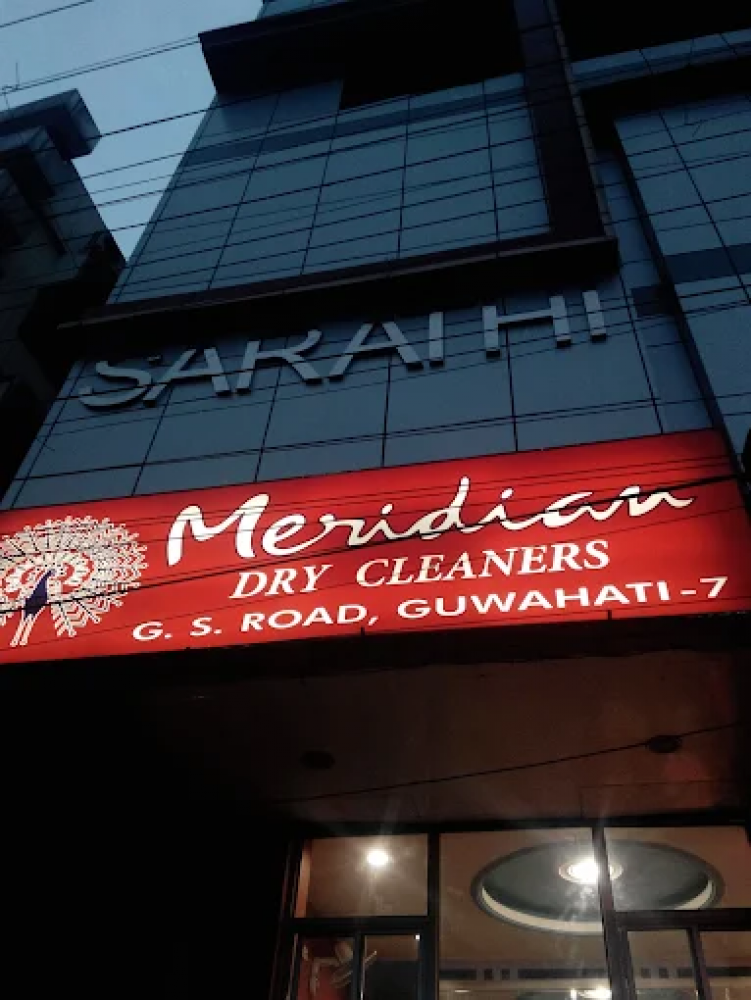 SARATHI
Meridian
DRY CLEANERS
G. S. ROAD, GUWAHATI-7